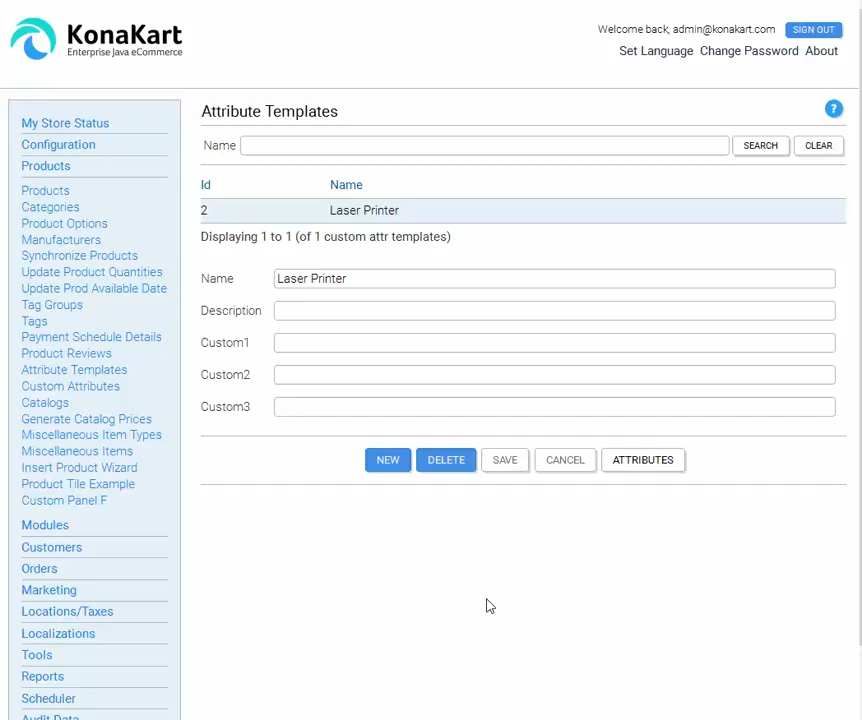 KonaKart
Enterprise Java eCommerce
Welcome back, admin@konakart.com SIGN OUT
Set Language Change Password About
My Store Status
Configuration
Products
Products
Categories
Product Options
Manufacturers
Synchronize Products
Update Product Quantities
Update Prod Available Date
Tag Groups
Tags
Payment Schedule Details
Product Reviews
Attribute Templates
Custom Attributes
Catalogs
Generate Catalog Prices
Miscellaneous Item Types
Miscellaneous Items
Insert Product Wizard
Product Tile Example
Custom Panel F
Modules
Customers
Orders
Marketing
Locations/Taxes
Localizations
Tools
Reports
Scheduler
Audit Data
Attribute Templates ?
Name SEARCH CLEAR
Id Name
2 Laser Printer
Displaying 1 to 1 (of 1 custom attr templates)
Name Laser Printer
Description
Custom1
Custom2
Custom3
NEW DELETE SAVE CANCEL ATTRIBUTES